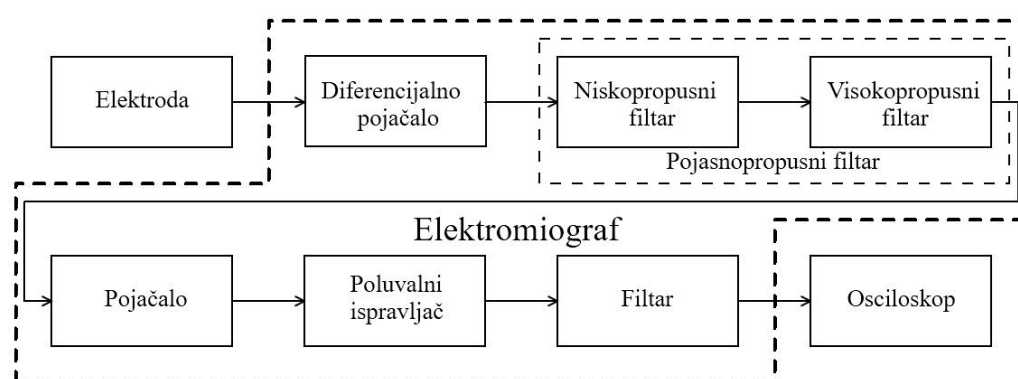 Elektroda
Diferencijalno
pojačalo
Niskopropusni
filtar
Visokopropusni
filtar
Pojasnopropusni filtar
Elektromiograf
Pojačalo
Poluvalni
ispravljač
Filtar
Osciloskop